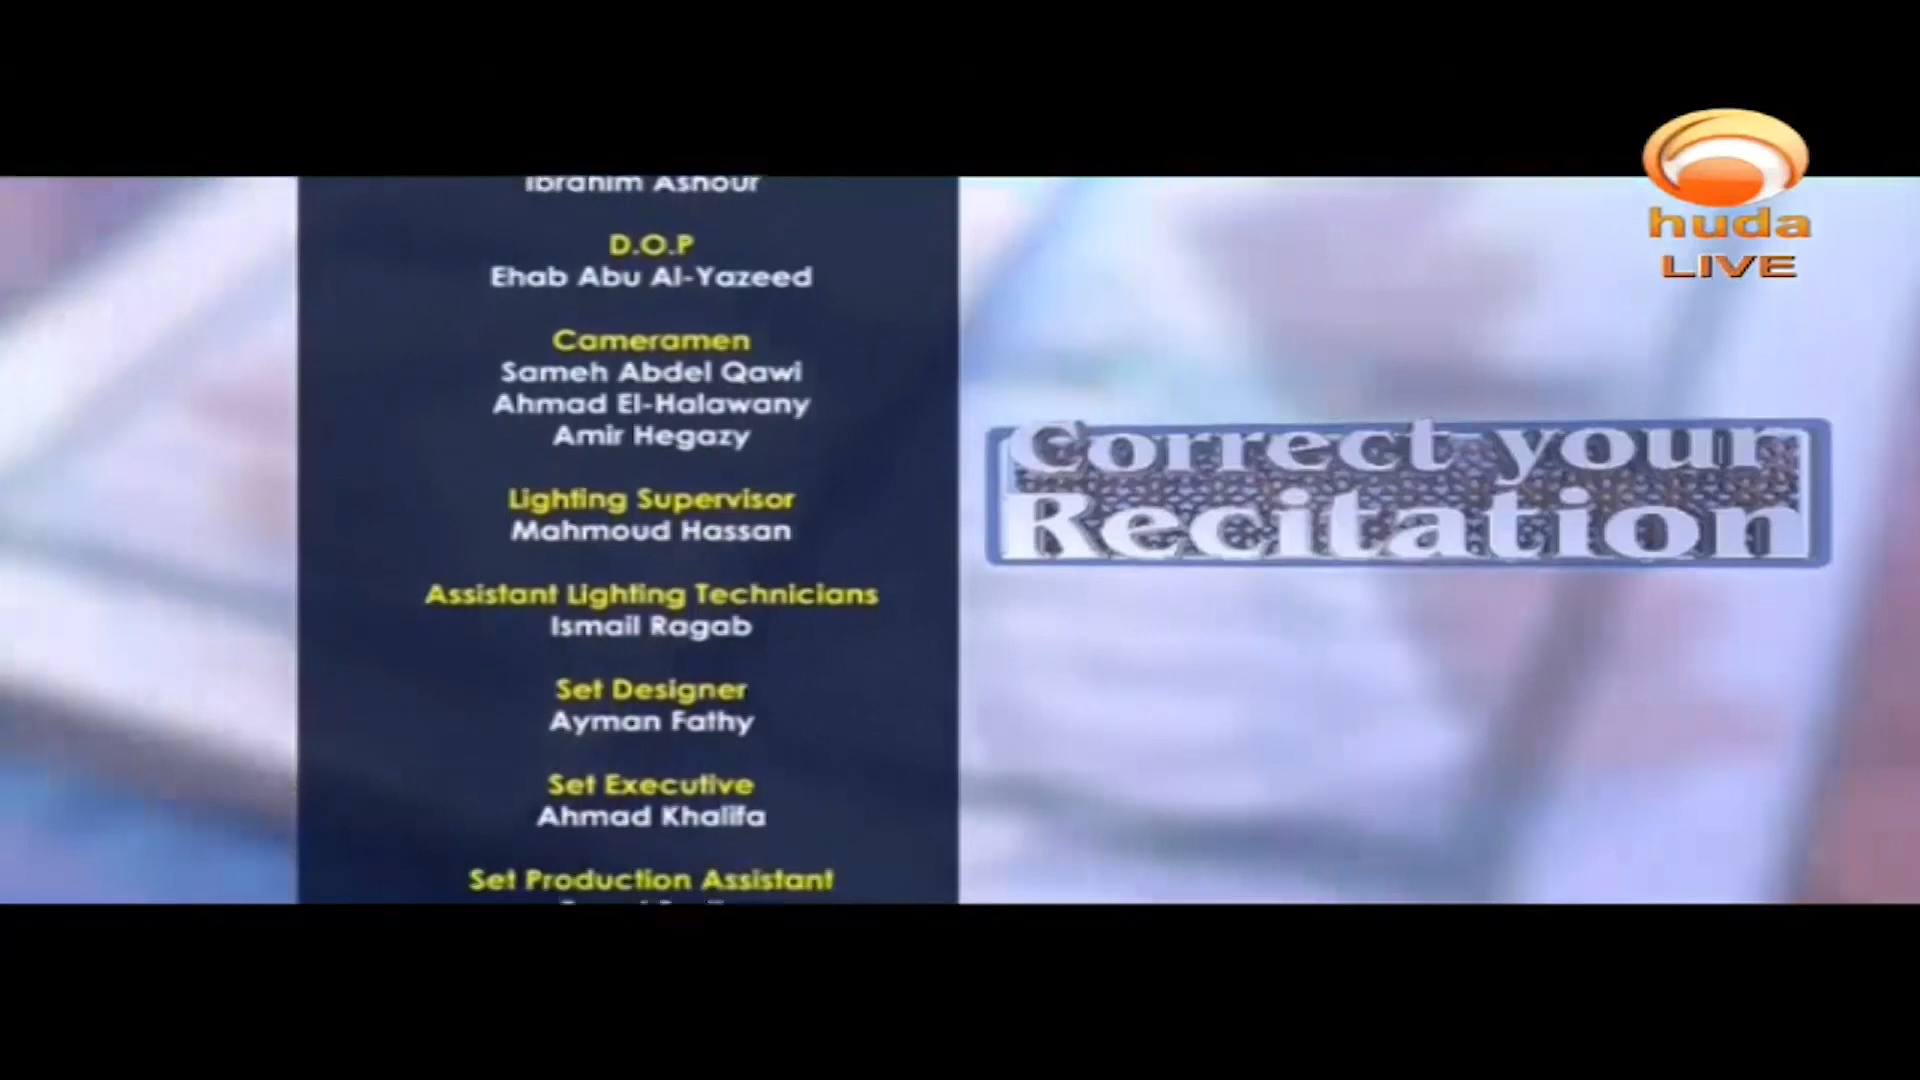 Ibrahim Ashour
D.O.P
Ehab Abu Al-Yazeed
Cameramen
Sameh Abdel Qawi
Ahmad El-Halawany
Amir Hegazy
Lighting Supervisor
Mahmoud Hassan
Assistant Lighting Technicians
Ismail Ragab
Set Designer
Ayman Fathy
Set Executive
Ahmad Khalifa
Set Production Assistant
Correct your
Recitation
huda
LIVE